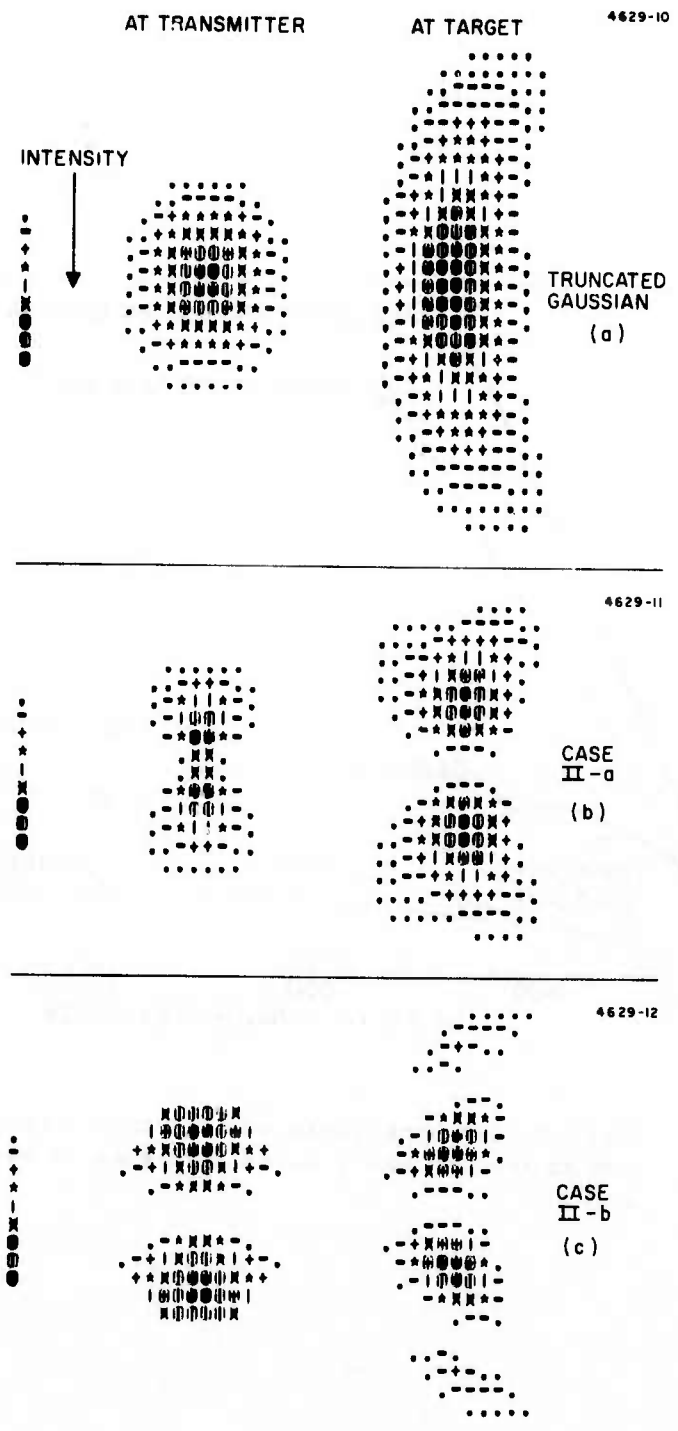 4629-10
AT TRANSMITTER
AT TARGET
INTENSITY
TRUNCATED
GAUSSIAN
(a)
4629-11
CASE
II-a
(b)
4629-12
CASE
II-b
(c)